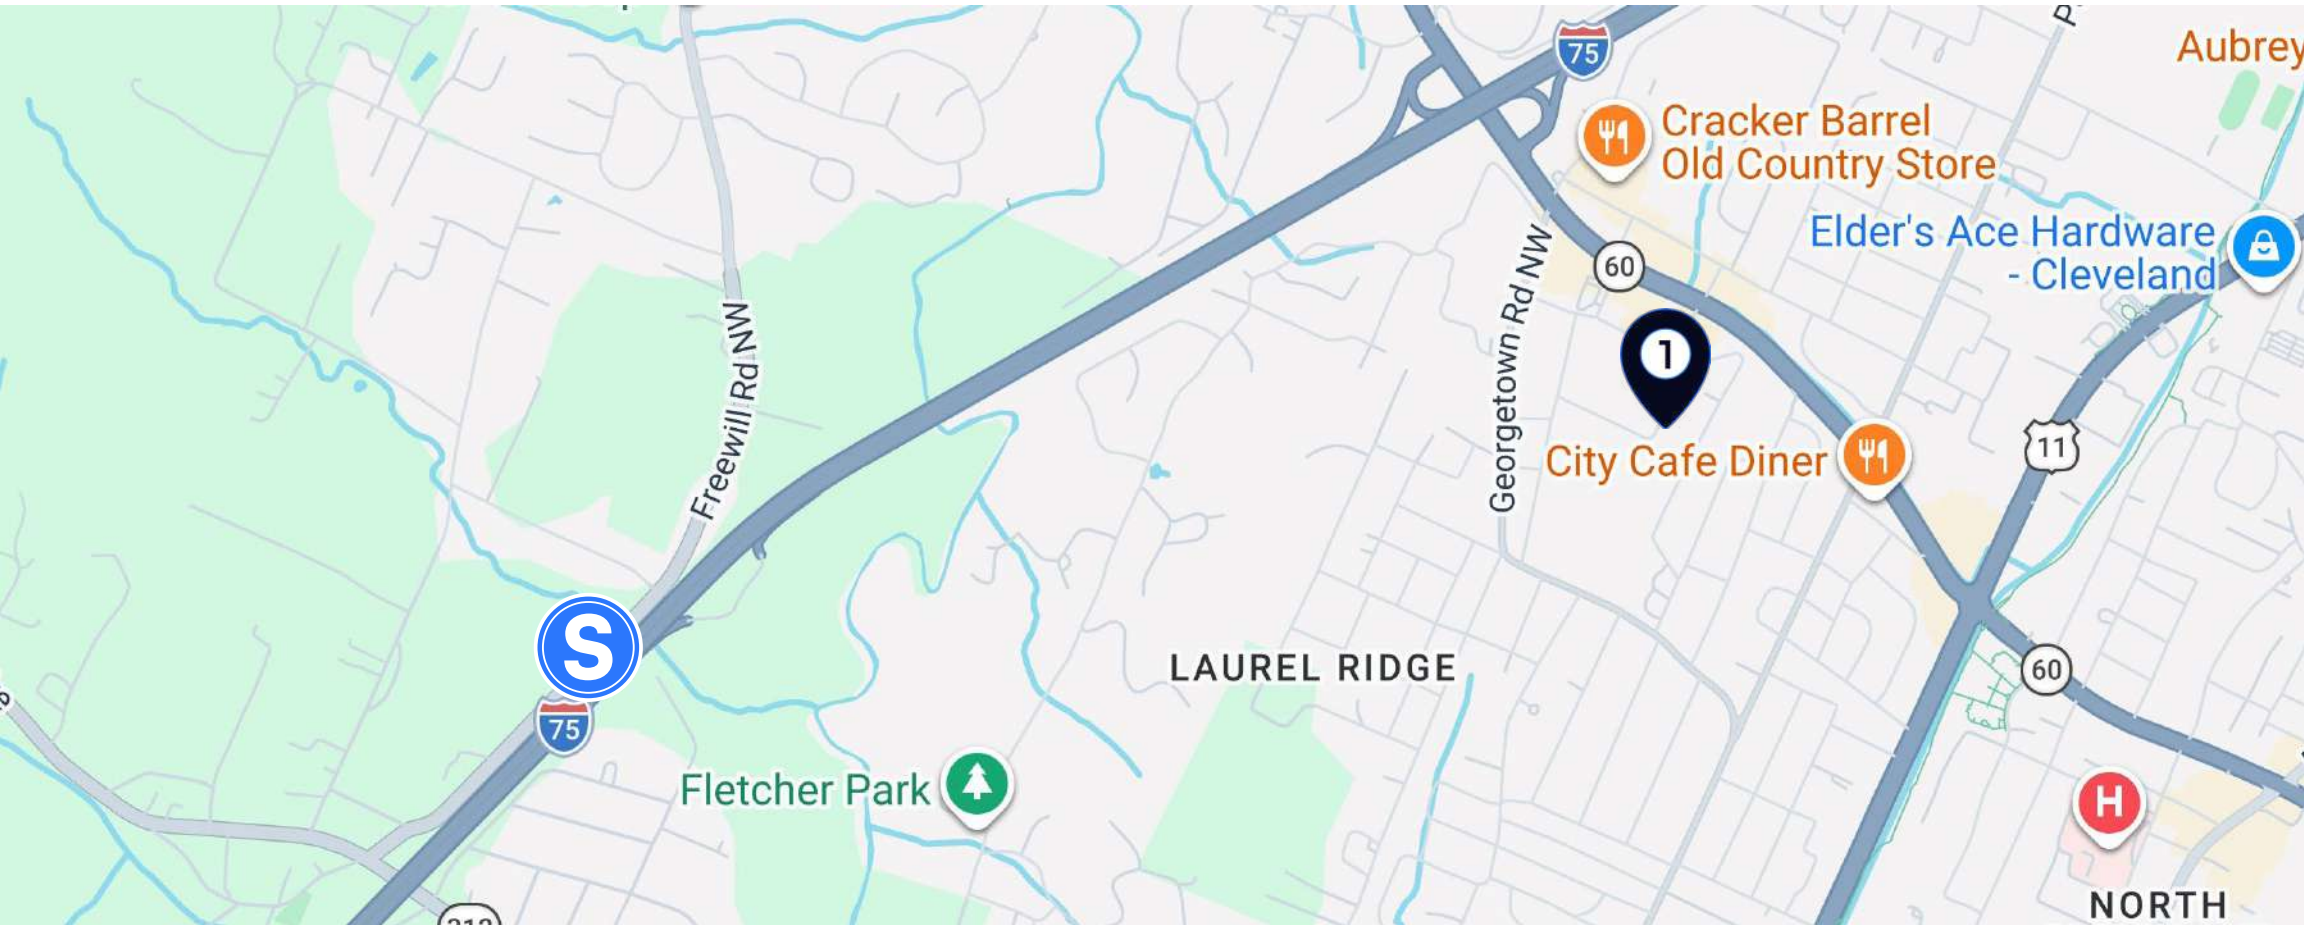 75
Aubrey
Cracker Barrel
Old Country Store
Elder's Ace Hardware
- Cleveland
60
Georgetown Rd NW
Freewill Rd NW
1
City Cafe Diner
11
S
75
LAUREL RIDGE
60
Fletcher Park
H
NORTH